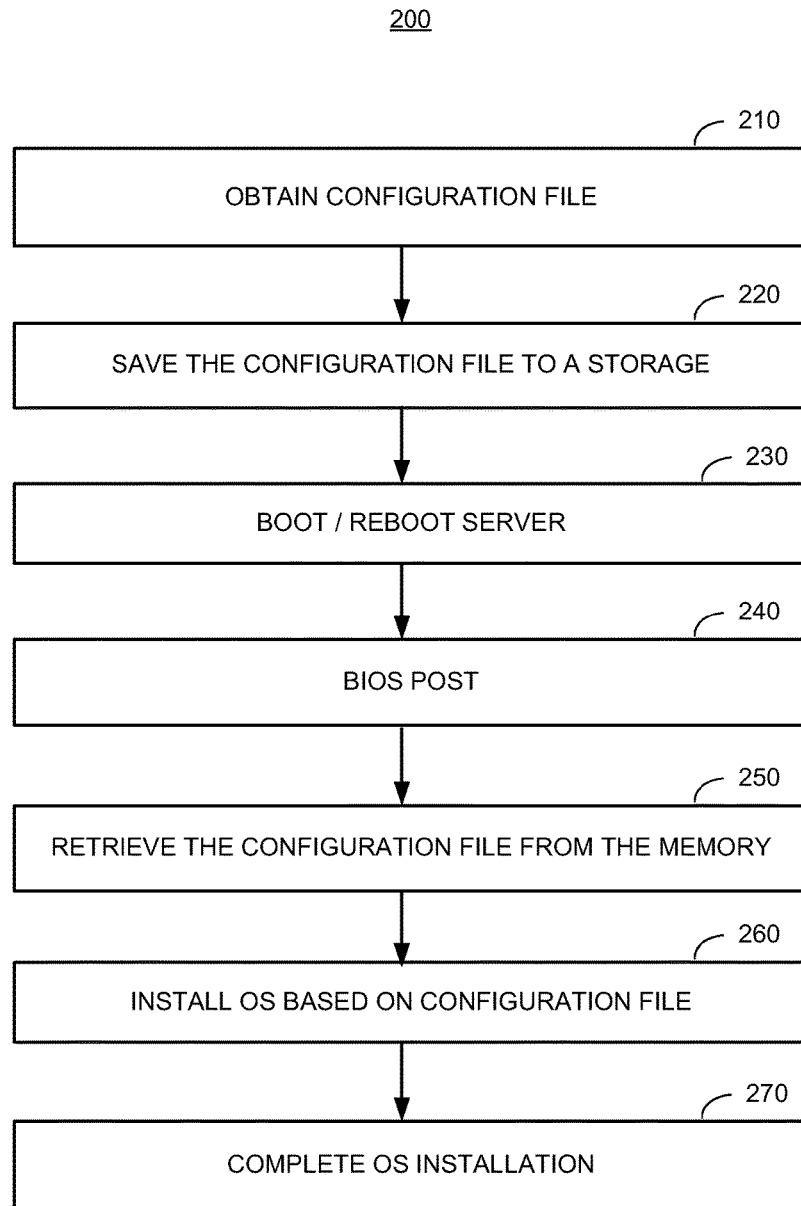 200
210
OBTAIN CONFIGURATION FILE
220
SAVE THE CONFIGURATION FILE TO A STORAGE
230
BOOT / REBOOT SERVER
240
BIOS POST
250
RETRIEVE THE CONFIGURATION FILE FROM THE MEMORY
260
INSTALL OS BASED ON CONFIGURATION FILE
270
COMPLETE OS INSTALLATION